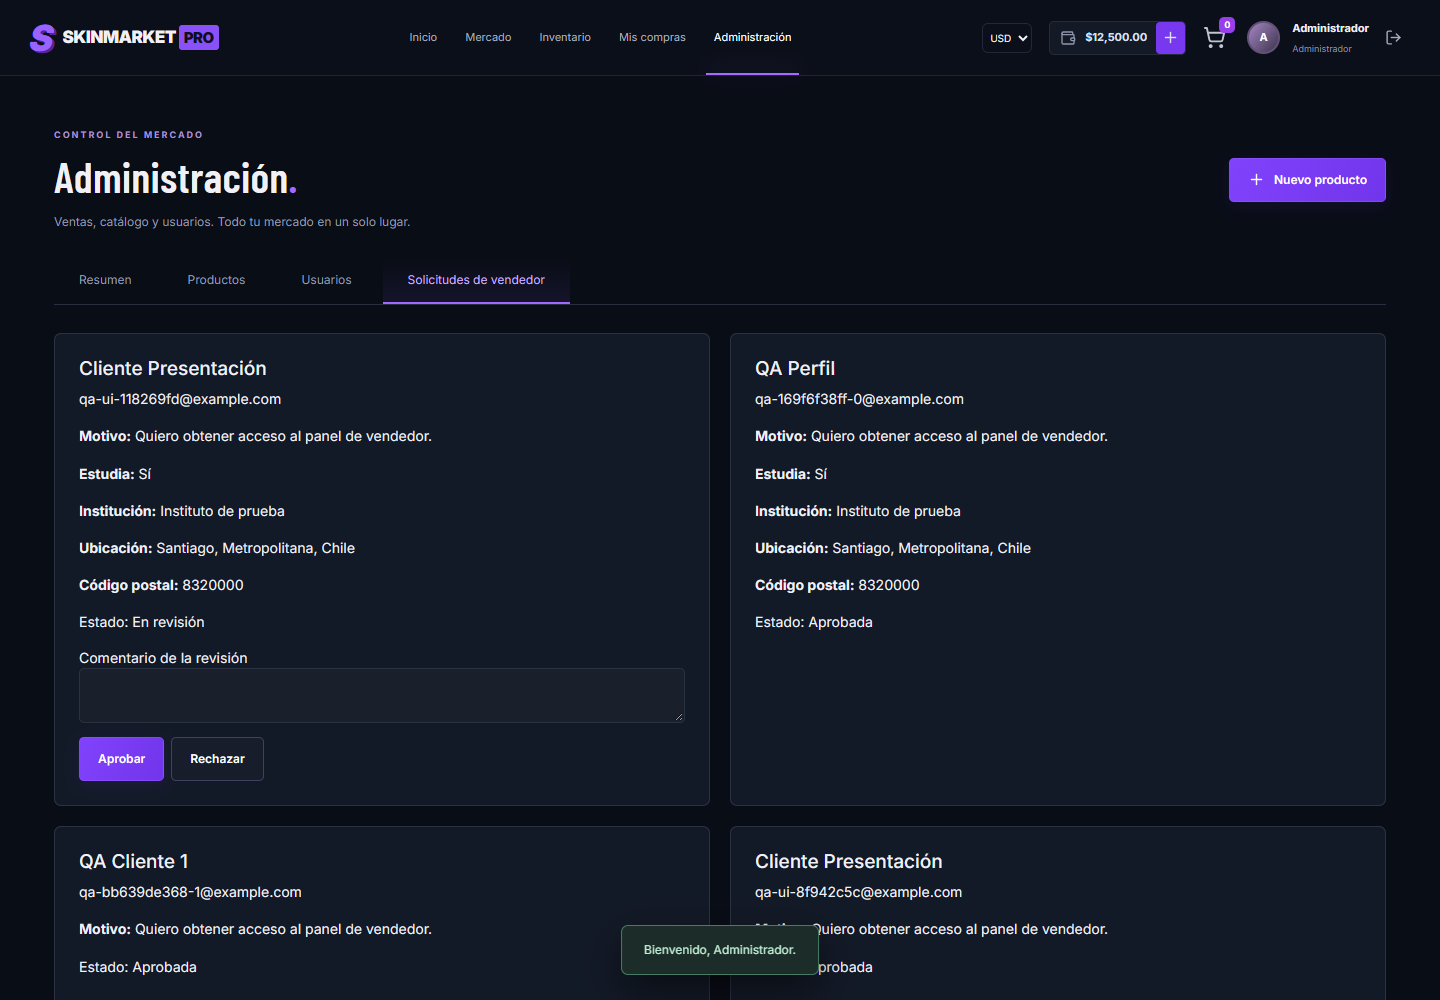 SKINMARKET PRO
Inicio
Mercado
Inventario
Mis compras
Administración
USD
$12,500.00
0
A
Administrador
Administrador
CONTROL DEL MERCADO
Administración.
Ventas, catálogo y usuarios. Todo tu mercado en un solo lugar.
Nuevo producto
Resumen
Productos
Usuarios
Solicitudes de vendedor
Cliente Presentación
qa-ui-118269fd@example.com
Motivo: Quiero obtener acceso al panel de vendedor.
Estudia: Sí
Institución: Instituto de prueba
Ubicación: Santiago, Metropolitana, Chile
Código postal: 8320000
Estado: En revisión
Comentario de la revisión
Aprobar
Rechazar
QA Perfil
qa-169f6f38ff-0@example.com
Motivo: Quiero obtener acceso al panel de vendedor.
Estudia: Sí
Institución: Instituto de prueba
Ubicación: Santiago, Metropolitana, Chile
Código postal: 8320000
Estado: Aprobada
QA Cliente 1
qa-bb639de368-1@example.com
Motivo: Quiero obtener acceso al panel de vendedor.
Estado: Aprobada
Cliente Presentación
qa-ui-8f942c5c@example.com
Quiero obtener acceso al panel de vendedor.
probada
Bienvenido, Administrador.